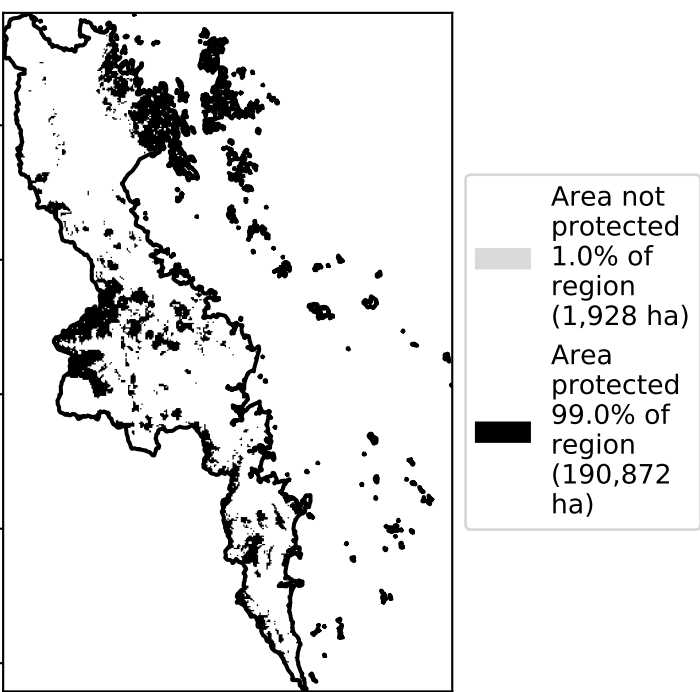 Area not
protected
1.0% of
region
(1,928 ha)
Area
protected
99.0% of
region
(190,872
ha)